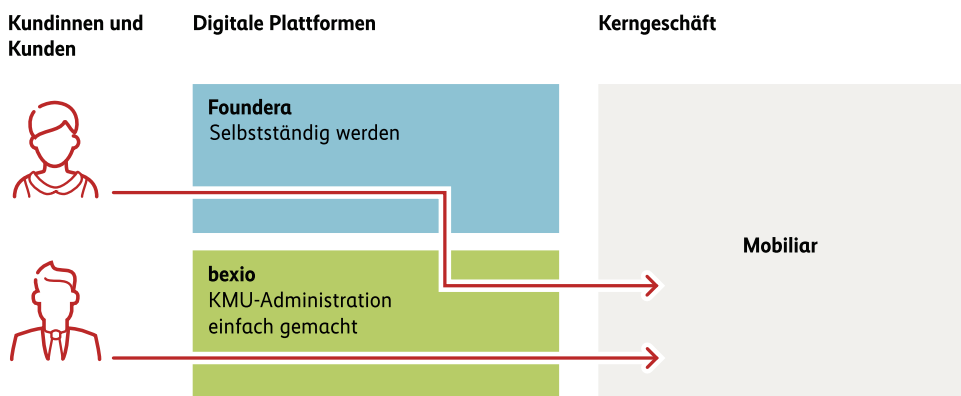 Kundinnen und
Kunden
Digitale Plattformen
Kerngeschäft
Foundera
Selbstständig werden
bexio
KMU-Administration
einfach gemacht
Mobiliar